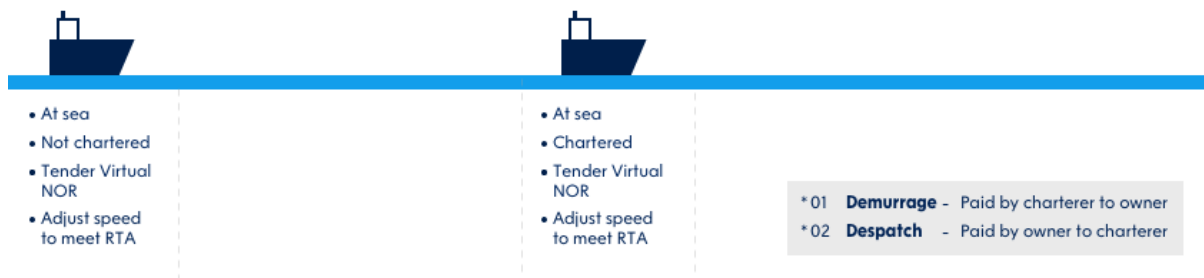 • At sea
• Not chartered
• Tender Virtual
NOR
• Adjust speed
to meet RTA
• At sea
• Chartered
• Tender Virtual
NOR
• Adjust speed
to meet RTA
*01 Demurrage - Paid by charterer to owner
*02 Despatch - Paid by owner to charterer